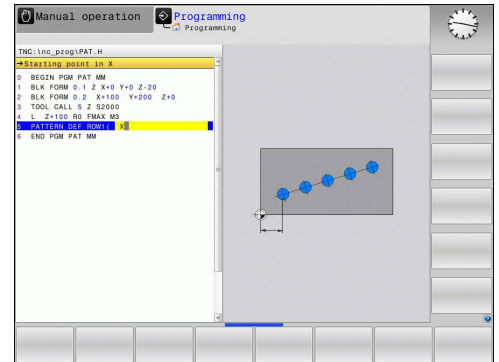 Manual operation
Programming
Programming
TNC:\nc_prog\PAT.H
→Starting point in X
0 BEGIN PGM PAT MM
1 BLK FORM 0.1 Z X+0 Y+0 Z-20
2 BLK FORM 0.2 X+100 Y+200 Z+0
3 TOOL CALL 5 Z S2000
4 L Z+100 R0 FMAX M3
5 PATTERN DEF ROW1( X
6 END PGM PAT MM